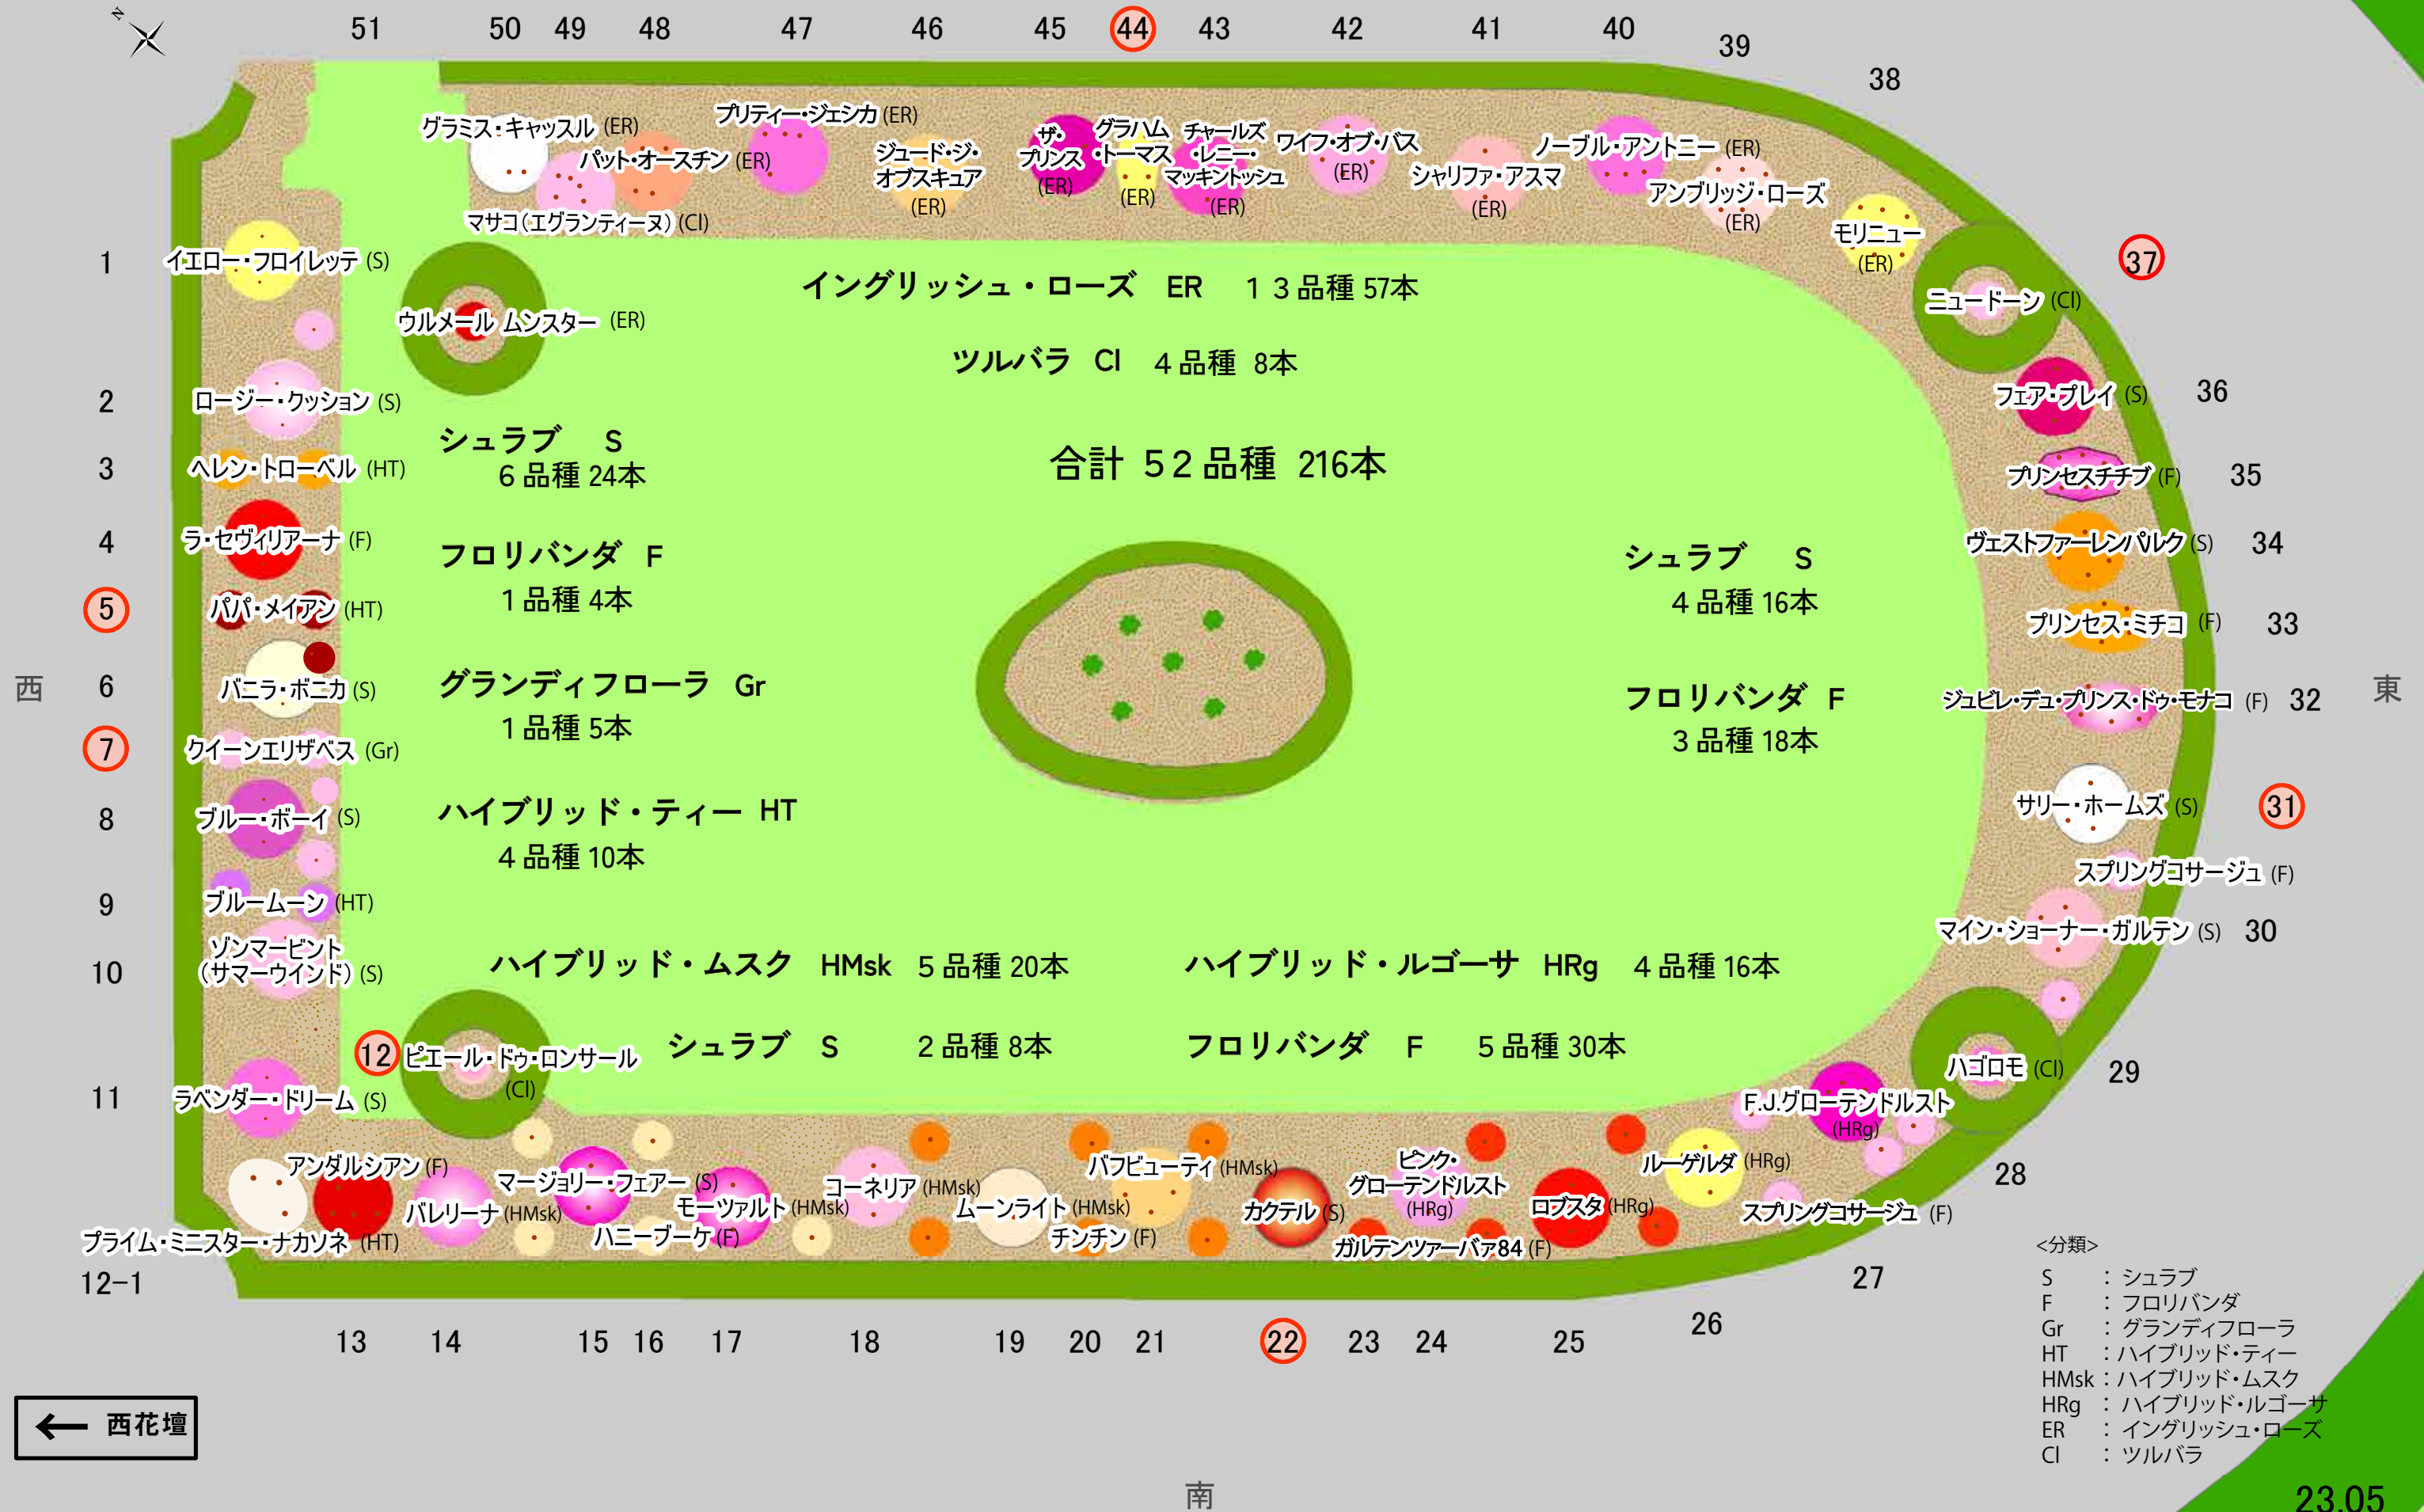 N
51
50
49
48
47
46
45
44
43
42
41
40
39
38
グラミス・キャッスル (ER)
パット・オースチン (ER)
マサコ(エグランティーヌ) (Cl)
プリティー・ジェシカ (ER)
ジュード・ジ・
オブスキュア
(ER)
ザ・
プリンス
(ER)
グラハム
・トーマス
(ER)
チャールズ
・レニー・
マッキントッシュ
(ER)
ワイフ・オブ・バス
(ER)
シャリファ・アスマ
(ER)
ノーブル・アントニー (ER)
アンブリッジ・ローズ
(ER)
モリニュー
(ER)
37
ニュードーン (Cl)
1
イエロー・フロイレッテ (S)
ウルメール ムンスター (ER)
イングリッシュ・ローズ ER 13品種 57本
ツルバラ Cl 4品種 8本
合計 52品種 216本
2
ロージー・クッション (S)
3
ヘレン・トローベル (HT)
4
ラ・セヴィリアーナ (F)
5
パパ・メイアン (HT)
西
6
バニラ・ボニカ (S)
7
クイーンエリザベス (Gr)
8
ブルー・ボーイ (S)
9
ブルームーン (HT)
10
ゾンマービント
(サマーウインド) (S)
11
ラベンダー・ドリーム (S)
シュラブ S
6品種 24本
フロリバンダ F
1品種 4本
グランディフローラ Gr
1品種 5本
ハイブリッド・ティー HT
4品種 10本
シュラブ S
4品種 16本
フロリバンダ F
3品種 18本
フェア・プレイ (S)
36
プリンセスチチブ (F)
35
ヴェストファーレンパルク (S)
34
プリンセス・ミチコ (F)
33
ジュビレ・デュ・プリンス・ドゥ・モナコ (F)
32
東
サリー・ホームズ (S)
31
スプリングコサージュ (F)
マイン・ショーナー・ガルテン (S)
30
ハイブリッド・ムスク HMsk 5品種 20本
ハイブリッド・ルゴーサ HRg 4品種 16本
シュラブ S 2品種 8本
フロリバンダ F 5品種 30本
12
ピエール・ドゥ・ロンサール
(Cl)
ハゴロモ (Cl)
29
F.J.グローテンドルスト
(HRg)
28
アンダルシアン (F)
プライム・ミニスター・ナカソネ (HT)
バレリーナ (HMsk)
マージョリー・フェアー (S)
ハニーブーケ (F)
モーツァルト (HMsk)
コーネリア (HMsk)
ムーンライト (HMsk)
チンチン (F)
バフビューティ (HMsk)
カクテル (S)
ピンク・
グローテンドルスト
(HRg)
ガルテンツァーバァ84 (F)
ロブスタ (HRg)
ルーゲルダ (HRg)
スプリングコサージュ (F)
12-1
13
14
15
16
17
18
19
20
21
22
23
24
25
26
27
<分類>
S : シュラブ
F : フロリバンダ
Gr : グランディフローラ
HT : ハイブリッド・ティー
HMsk : ハイブリッド・ムスク
HRg : ハイブリッド・ルゴーサ
ER : イングリッシュ・ローズ
Cl : ツルバラ
← 西花壇
南
23.05